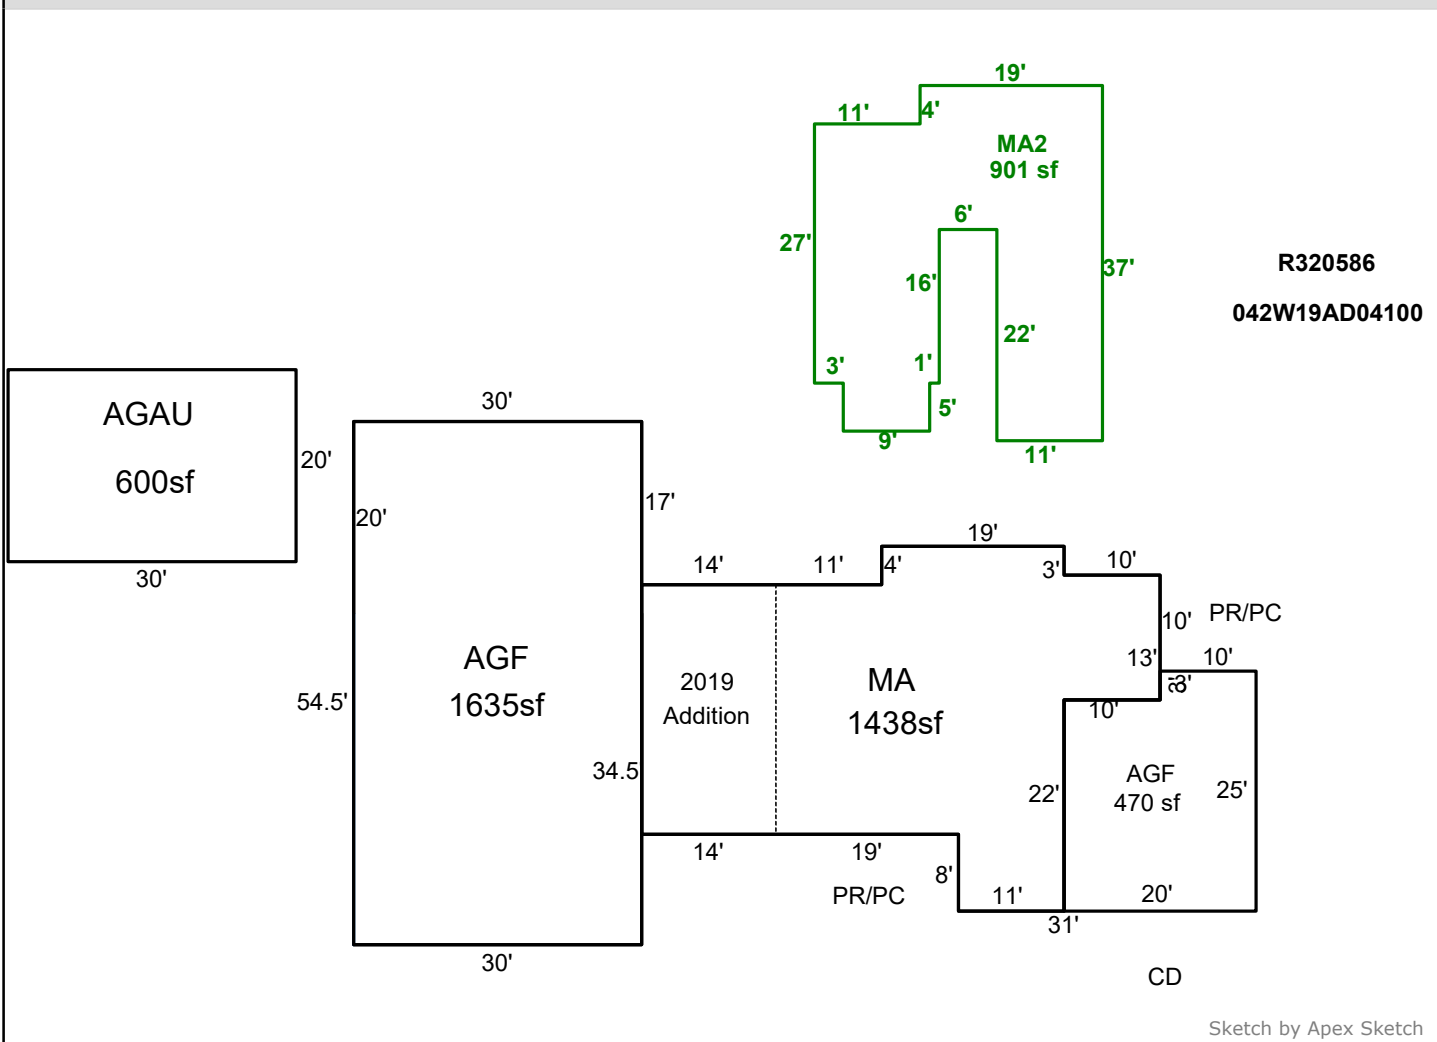 19'
11'
4'
MA2
901 sf
6'
27'
16'
37'
22'
3'
1'
5'
9'
11'
R320586
042W19AD04100
AGAU
600sf
20'
30'
30'
20'
17'
54.5'
AGF
1635sf
34.5
30'
14'
11'
4'
19'
3'
10'
10'
PR/PC
13'
10'
3'
2019
Addition
MA
1438sf
10'
22'
AGF
470 sf
25'
14'
19'
8'
PR/PC
11'
20'
31'
CD
Sketch by Apex Sketch